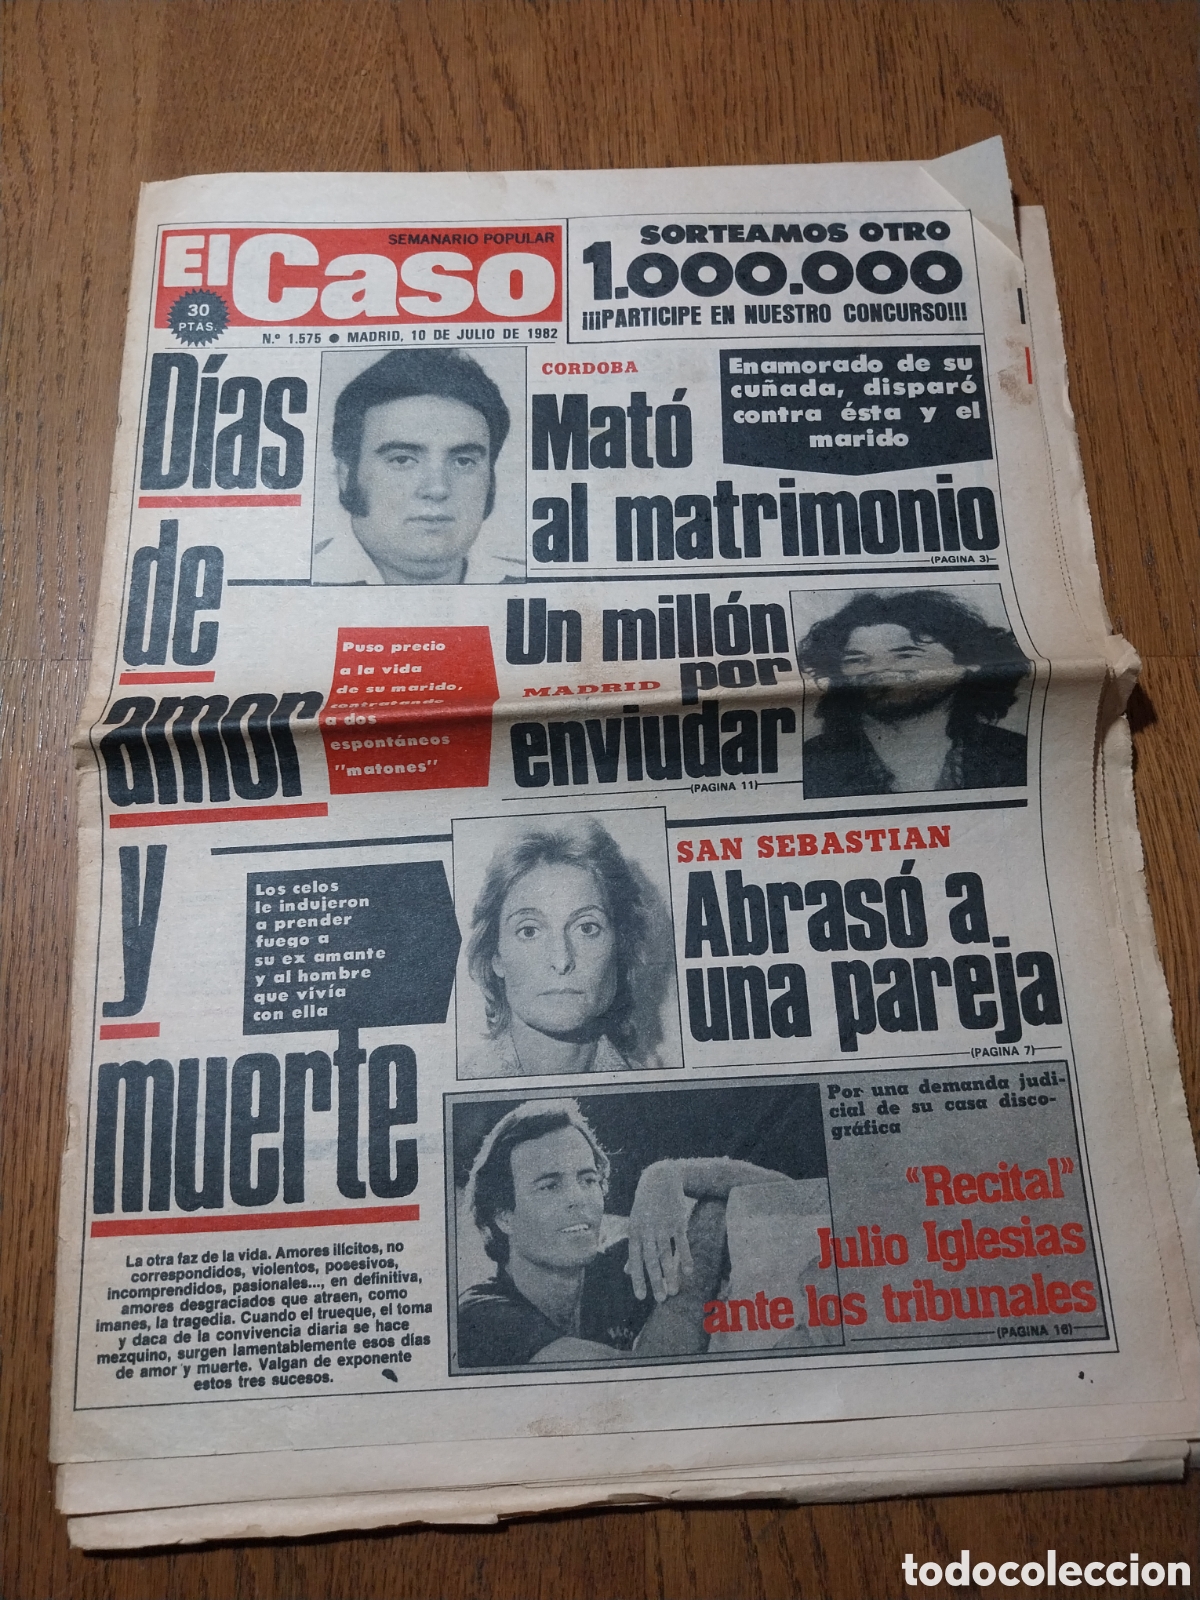 SEMANARIO POPULAR
El Caso
30
PTAS.
N.º 1.575 ● MADRID, 10 DE JULIO DE 1982
SORTEAMOS OTRO
1.000.000
¡¡¡PARTICIPE EN NUESTRO CONCURSO!!!
Días
de
amor
y
muerte
CORDOBA
Mató
al matrimonio
Enamorado de su
cuñada, disparó
contra ésta y el
marido
(PAGINA 3)
Puso precio
a la vida
de su marido,
contratando
a dos
espontáneos
"matones"
Un millón
por
MADRID
enviudar
(PAGINA 11)
Los celos
le indujeron
a prender
fuego a
su ex amante
y al hombre
que vivía
con ella
SAN SEBASTIAN
Abrasó a
una pareja
(PAGINA 7)
La otra faz de la vida. Amores ilícitos, no
correspondidos, violentos, posesivos,
incomprendidos, pasionales..., en definitiva,
amores desgraciados que atraen, como
imanes, la tragedia. Cuando el trueque, el toma
y daca de la convivencia diaria se hace
mezquino, surgen lamentablemente esos días
de amor y muerte. Valgan de exponente
estos tres sucesos.
Por una demanda judi-
cial de su casa disco-
gráfica
“Recital”
Julio Iglesias
ante los tribunales
(PAGINA 16)
todocoleccion